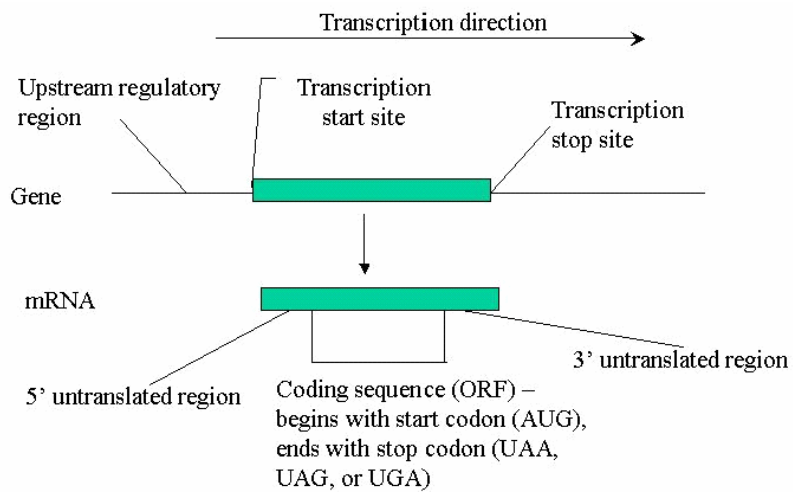 Transcription direction
Upstream regulatory
region
Transcription
start site
Transcription
stop site
Gene
mRNA
5’ untranslated region
3’ untranslated region
Coding sequence (ORF) –
begins with start codon (AUG),
ends with stop codon (UAA,
UAG, or UGA)